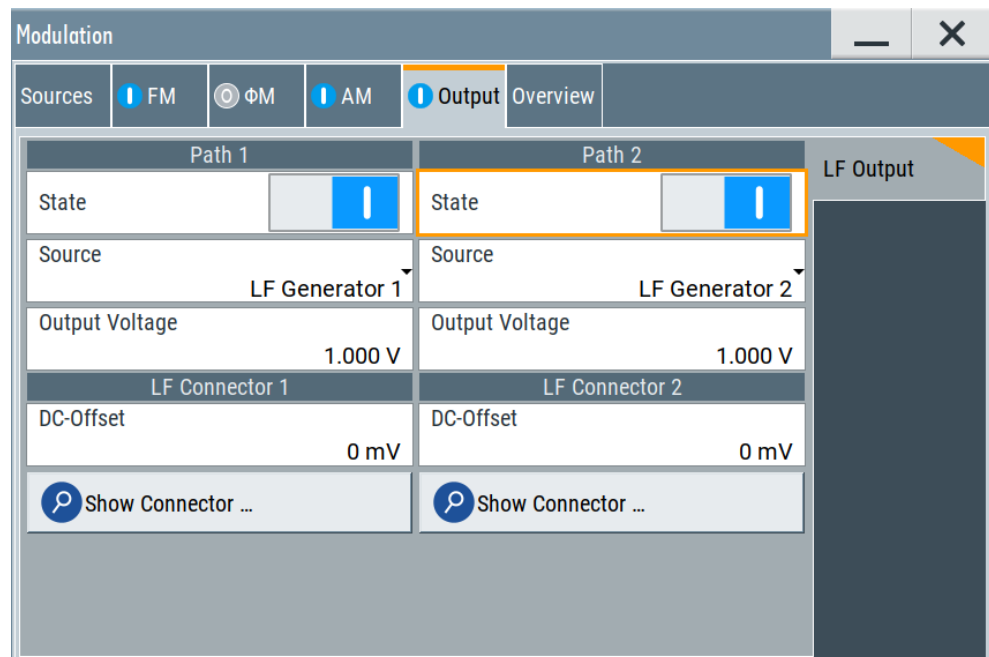 Modulation
Sources FM ΦM AM Output Overview
Path 1 Path 2
LF Output
State State
Source Source
LF Generator 1 LF Generator 2
Output Voltage Output Voltage
1.000 V 1.000 V
LF Connector 1 LF Connector 2
DC-Offset DC-Offset
0 mV 0 mV
Show Connector ... Show Connector ...